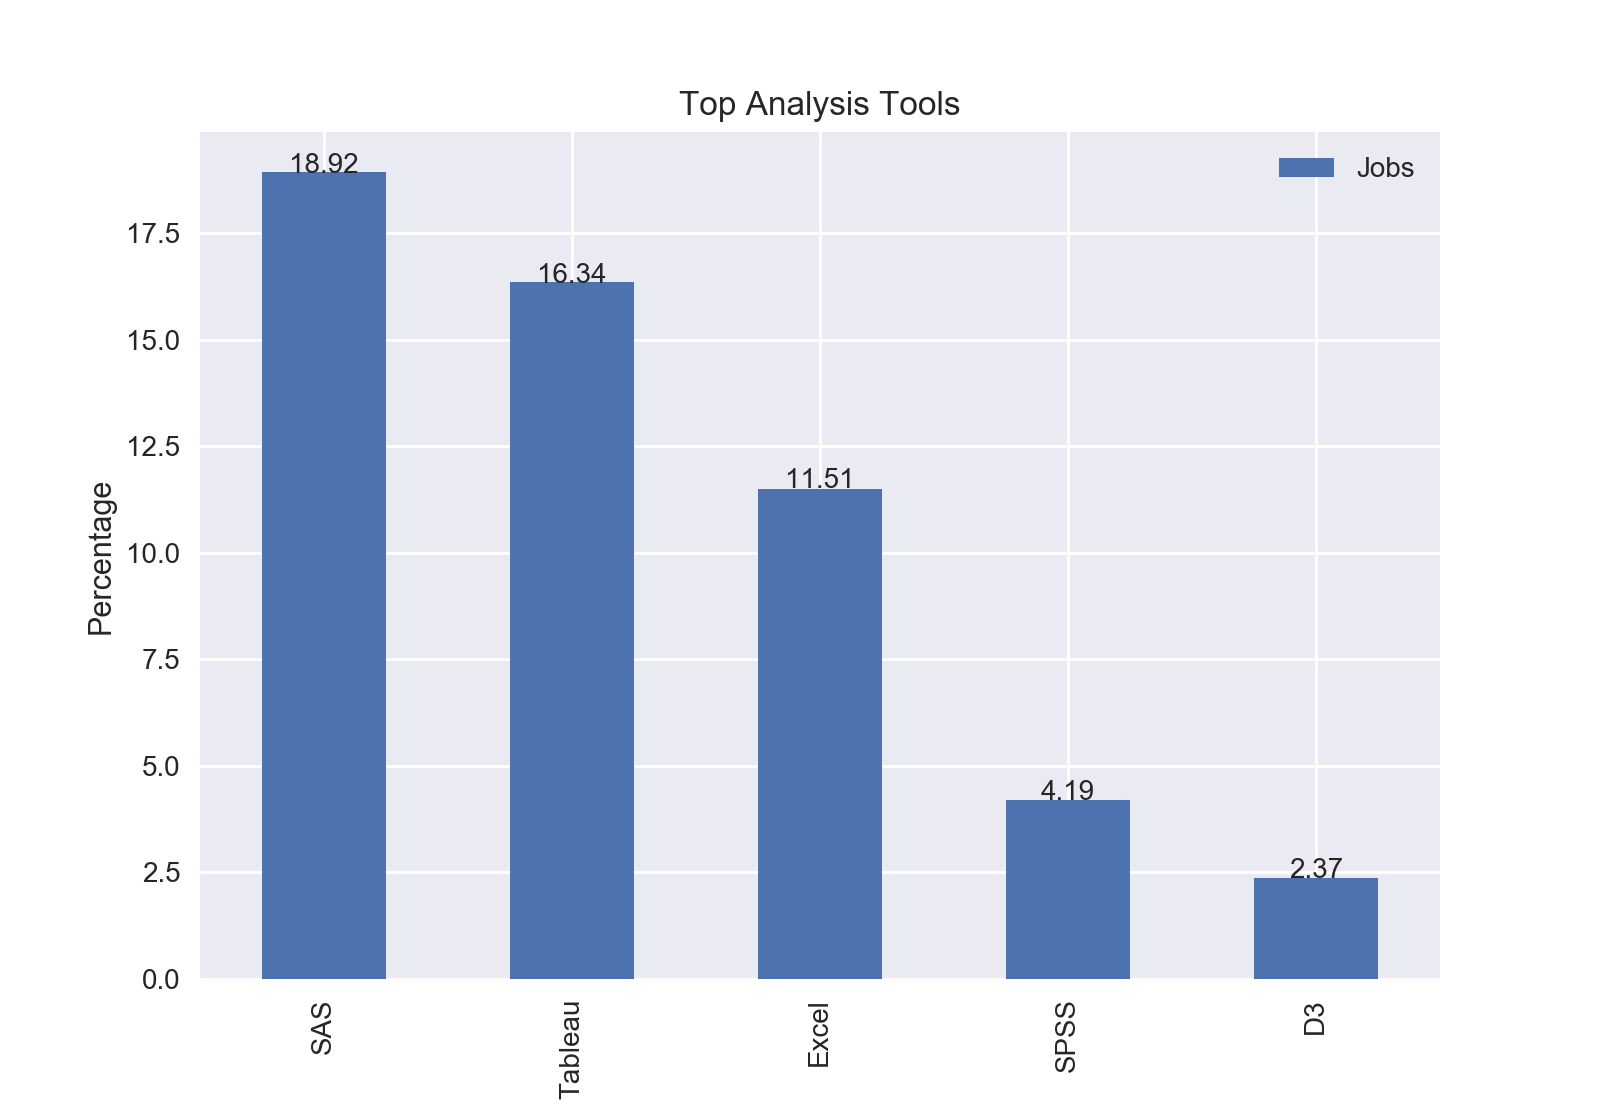 Top Analysis Tools
Jobs
Percentage
17.5
15.0
12.5
10.0
7.5
5.0
2.5
0.0
18.92
16.34
11.51
4.19
2.37
SAS
Tableau
Excel
SPSS
D3